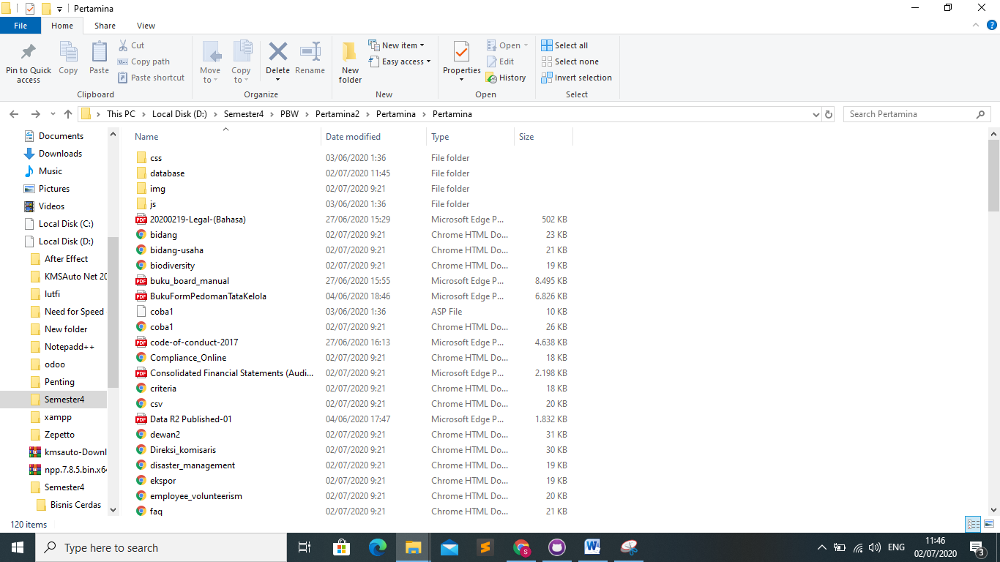 Pertamina
File Home Share View
Pin to Quick access
Copy
Paste
Cut
Copy path
Paste shortcut
Clipboard
Move to
Copy to
Delete
Rename
Organize
New folder
New item
Easy access
New
Properties
Open
Edit
History
Open
Select all
Select none
Invert selection
Select
This PC > Local Disk (D:) > Semester4 > PBW > Pertamina2 > Pertamina > Pertamina
Search Pertamina
Documents
Downloads
Music
Pictures
Videos
Local Disk (C:)
Local Disk (D:)
After Effect
KMSAuto Net 20
lutfi
Need for Speed
New folder
Notepadd++
odoo
Penting
Semester4
xampp
Zepetto
kmsauto-Downl
npp.7.8.5.bin.x64
Semester4
Bisnis Cerdas
Name Date modified Type Size
css 03/06/2020 1:36 File folder
database 02/07/2020 11:45 File folder
img 02/07/2020 9:21 File folder
js 03/06/2020 1:36 File folder
20200219-Legal-(Bahasa) 27/06/2020 15:29 Microsoft Edge P... 502 KB
bidang 02/07/2020 9:21 Chrome HTML Do... 23 KB
bidang-usaha 02/07/2020 9:21 Chrome HTML Do... 21 KB
biodiversity 02/07/2020 9:21 Chrome HTML Do... 19 KB
buku_board_manual 27/06/2020 15:55 Microsoft Edge P... 8.495 KB
BukuFormPedomanTataKelola 04/06/2020 18:46 Microsoft Edge P... 6.826 KB
coba1 03/06/2020 1:36 ASP File 10 KB
coba1 02/07/2020 9:21 Chrome HTML Do... 26 KB
code-of-conduct-2017 27/06/2020 16:13 Microsoft Edge P... 4.638 KB
Compliance_Online 02/07/2020 9:21 Chrome HTML Do... 18 KB
Consolidated Financial Statements (Audi... 02/07/2020 9:21 Microsoft Edge P... 2.198 KB
criteria 02/07/2020 9:21 Chrome HTML Do... 18 KB
csv 02/07/2020 9:21 Chrome HTML Do... 20 KB
Data R2 Published-01 04/06/2020 17:47 Microsoft Edge P... 1.832 KB
dewan2 02/07/2020 9:21 Chrome HTML Do... 31 KB
Direksi_komisaris 02/07/2020 9:21 Chrome HTML Do... 30 KB
disaster_management 02/07/2020 9:21 Chrome HTML Do... 19 KB
ekspor 02/07/2020 9:21 Chrome HTML Do... 19 KB
employee_volunteerism 02/07/2020 9:21 Chrome HTML Do... 20 KB
faq 02/07/2020 9:21 Chrome HTML Do... 21 KB
120 items
Type here to search
ENG
11:46
02/07/2020
3